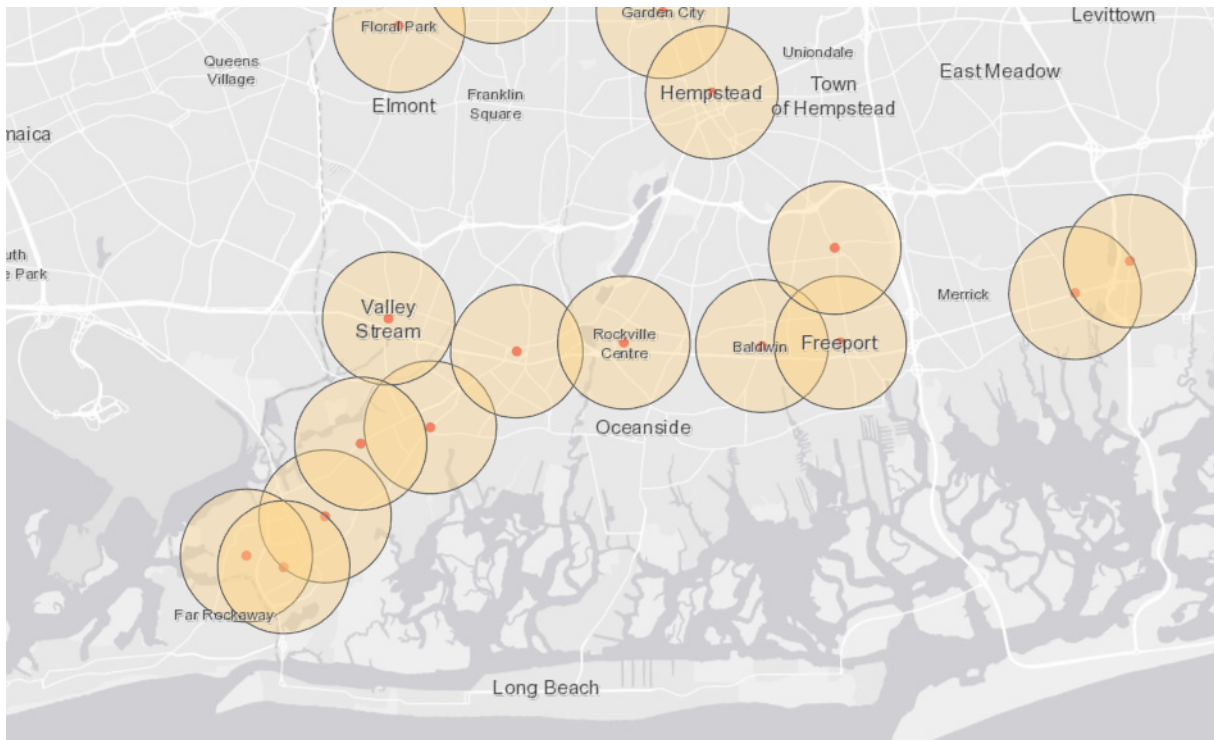 Levittown
Garden City
Floral Park
Uniondale
Queens
Village
East Meadow
Town
of Hempstead
Hempstead
Franklin
Square
Elmont
maica
uth
e Park
Merrick
Valley
Stream
Rockville
Centre
Baldwin
Freeport
Oceanside
Far Rockaway
Long Beach